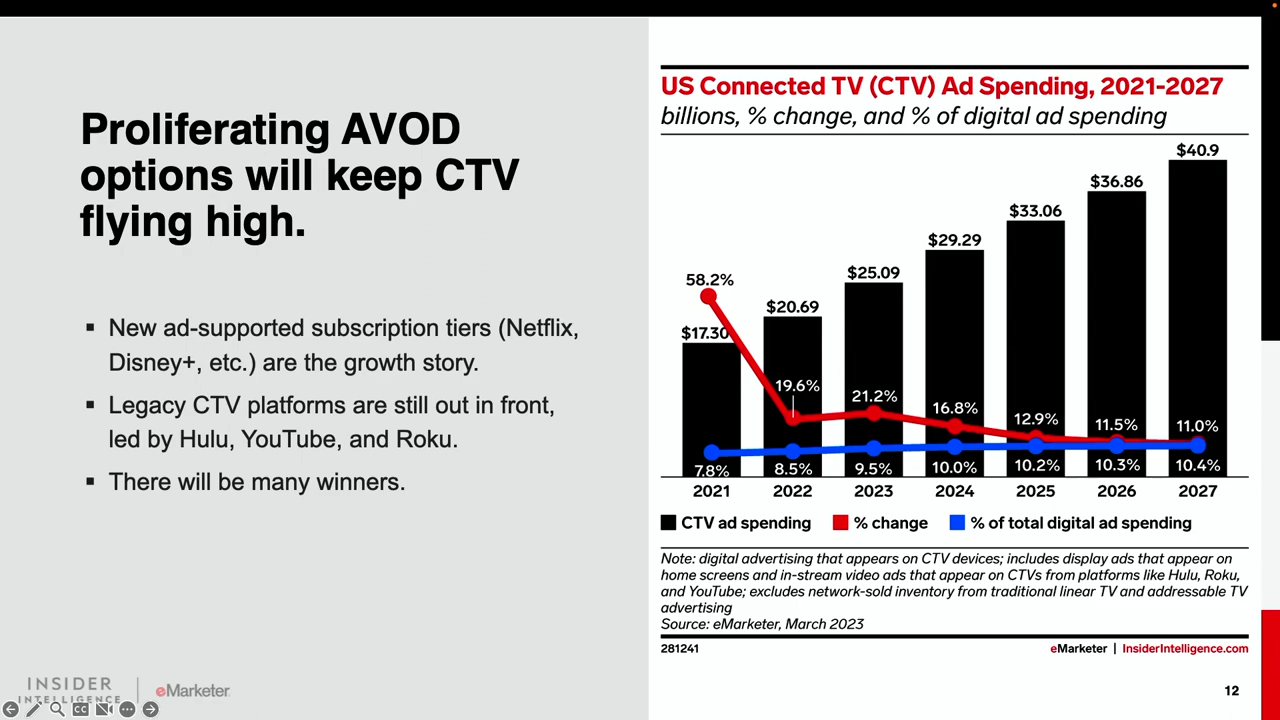 Proliferating AVOD
options will keep CTV
flying high.
▪ New ad-supported subscription tiers (Netflix,
Disney+, etc.) are the growth story.
▪ Legacy CTV platforms are still out in front,
led by Hulu, YouTube, and Roku.
▪ There will be many winners.
INSIDER
INTELLIGENCE
eMarketer
US Connected TV (CTV) Ad Spending, 2021-2027
billions, % change, and % of digital ad spending
$17.30 $20.69 $25.09 $29.29 $33.06 $36.86 $40.9
58.2% 19.6% 21.2% 16.8% 12.9% 11.5% 11.0%
7.8% 8.5% 9.5% 10.0% 10.2% 10.3% 10.4%
2021 2022 2023 2024 2025 2026 2027
CTV ad spending % change % of total digital ad spending
Note: digital advertising that appears on CTV devices; includes display ads that appear on
home screens and in-stream video ads that appear on CTVs from platforms like Hulu, Roku,
and YouTube; excludes network-sold inventory from traditional linear TV and addressable TV
advertising
Source: eMarketer, March 2023
281241 eMarketer | InsiderIntelligence.com
12